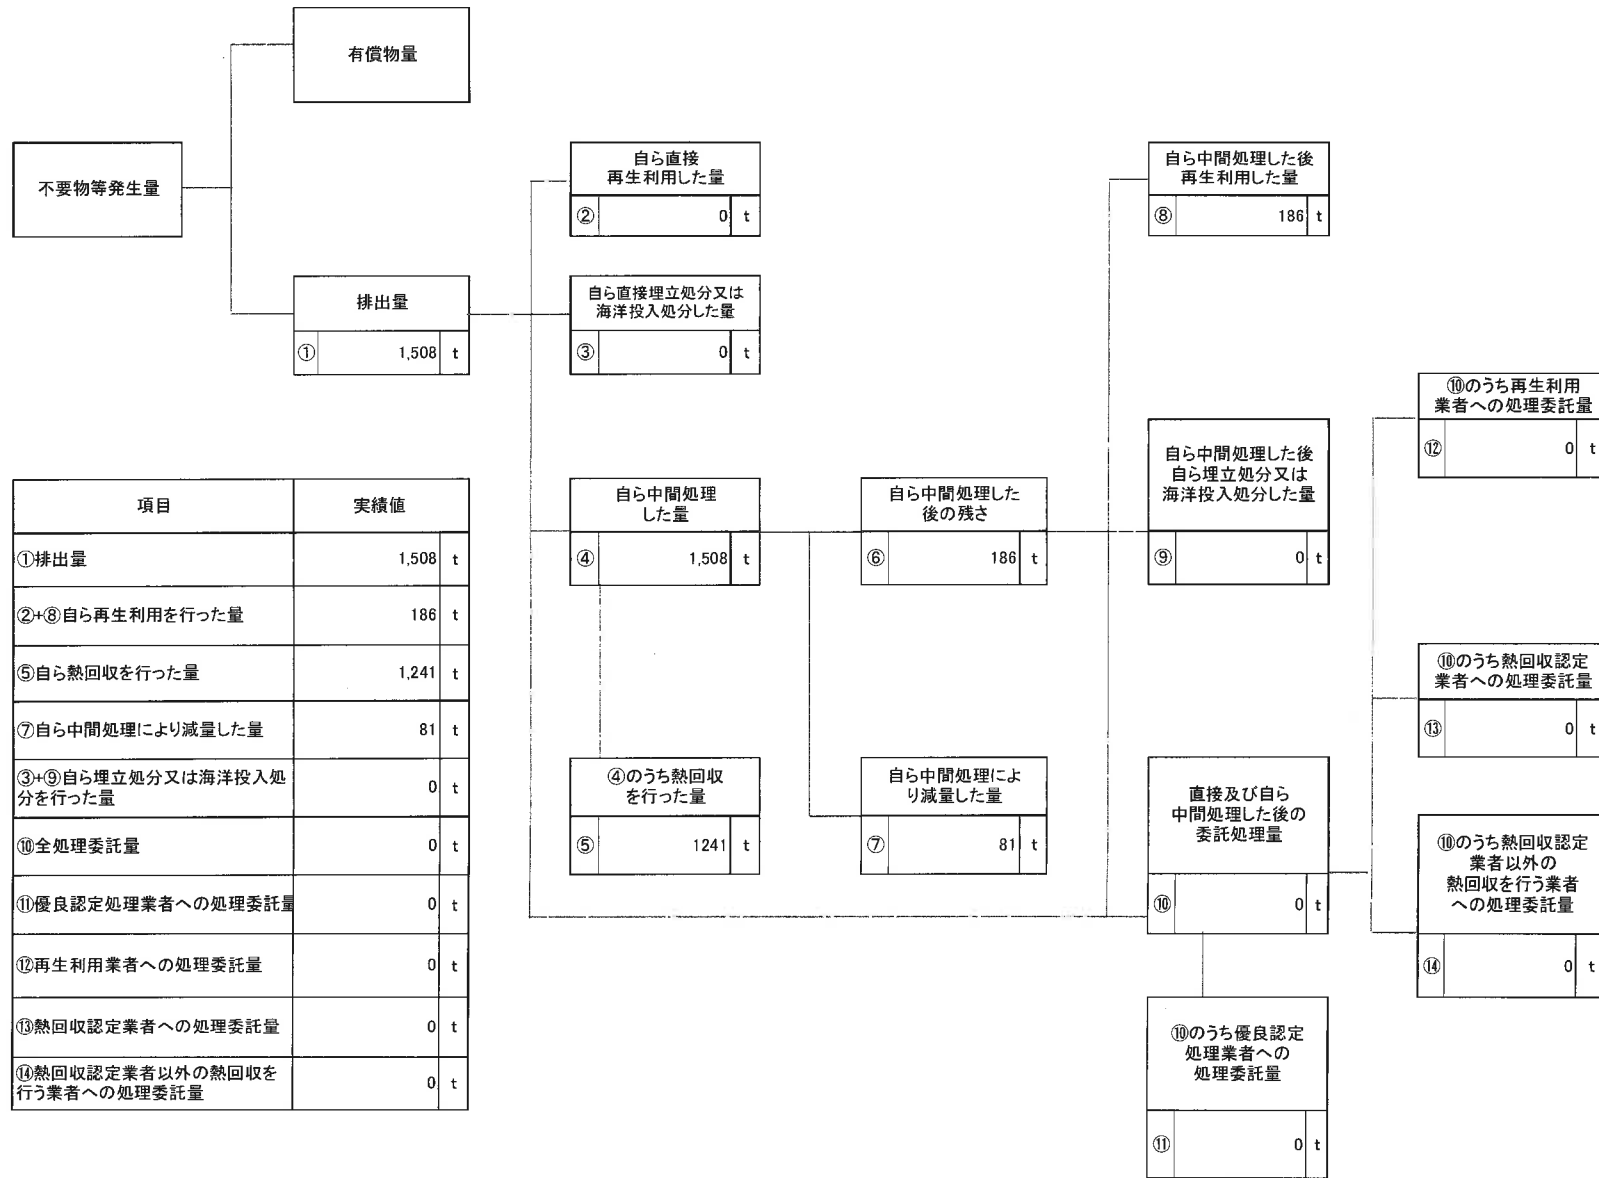 有償物量
不要物等発生量
排出量
① 1,508 t
自ら直接
再生利用した量
② 0 t
自ら直接埋立処分又は
海洋投入処分した量
③ 0 t
自ら中間処理
した量
④ 1,508 t
④のうち熱回収
を行った量
⑤ 1241 t
自ら中間処理した
後の残さ
⑥ 186 t
自ら中間処理によ
り減量した量
⑦ 81 t
自ら中間処理した後
再生利用した量
⑧ 186 t
自ら中間処理した後
自ら埋立処分又は
海洋投入処分した量
⑨ 0 t
直接及び自ら
中間処理した後の
委託処理量
⑩ 0 t
⑩のうち優良認定
処理業者への
処理委託量
⑪ 0 t
⑩のうち再生利用
業者への処理委託量
⑫ 0 t
⑩のうち熱回収認定
業者への処理委託量
⑬ 0 t
⑩のうち熱回収認定
業者以外の
熱回収を行う業者
への処理委託量
⑭ 0 t
項目 実績値
①排出量 1,508 t
②+⑧自ら再生利用を行った量 186 t
⑤自ら熱回収を行った量 1,241 t
⑦自ら中間処理により減量した量 81 t
③+⑨自ら埋立処分又は海洋投入処
分を行った量 0 t
⑩全処理委託量 0 t
⑪優良認定処理業者への処理委託量 0 t
⑫再生利用業者への処理委託量 0 t
⑬熱回収認定業者への処理委託量 0 t
⑭熱回収認定業者以外の熱回収を
行う業者への処理委託量 0 t